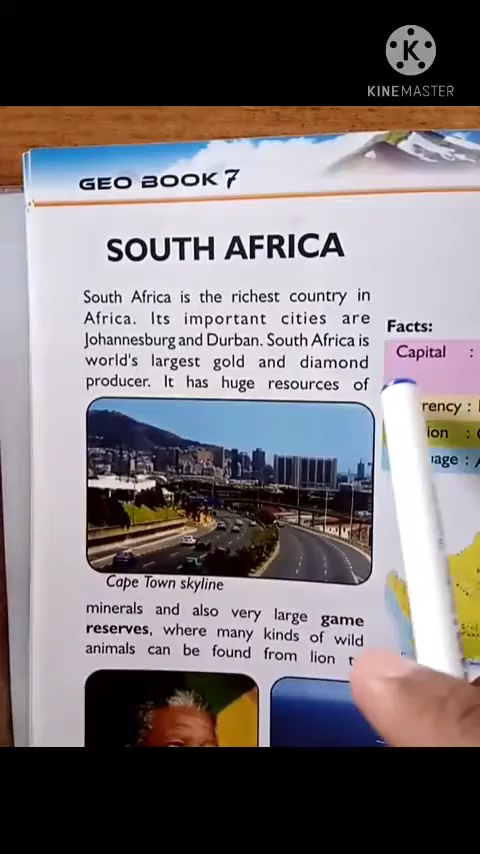 KINEMASTER
GEO BOOK 7
SOUTH AFRICA
South Africa is the richest country in
Africa. Its important cities are
Johannesburg and Durban. South Africa is
world's largest gold and diamond
producer. It has huge resources of
Cape Town skyline
minerals and also very large game
reserves, where many kinds of wild
animals can be found from lion
Facts:
Capital :